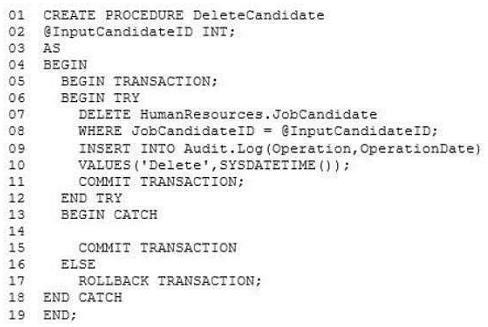 01 CREATE PROCEDURE DeleteCandidate
02 @InputCandidateID INT;
03 AS
04 BEGIN
05   BEGIN TRANSACTION;
06   BEGIN TRY
07     DELETE HumanResources.JobCandidate
08     WHERE JobCandidateID = @InputCandidateID;
09     INSERT INTO Audit.Log(Operation,OperationDate)
10     VALUES('Delete',SYSDATETIME());
11     COMMIT TRANSACTION;
12   END TRY
13   BEGIN CATCH
14
15     COMMIT TRANSACTION
16   ELSE
17     ROLLBACK TRANSACTION;
18 END CATCH
19 END;